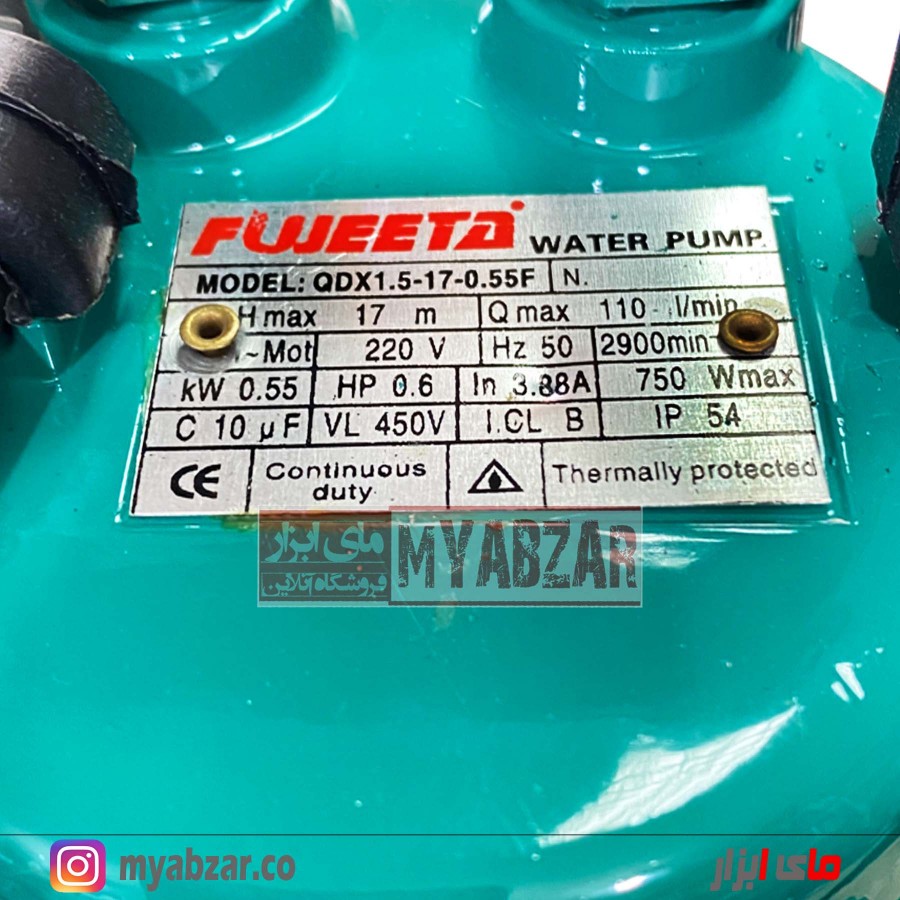 FUJEETA WATER PUMP
MODEL: QDX1.5-17-0.55F N.
H max 17 m Q max 110 l/min
~Mot 220 V Hz 50 2900min
kW 0.55 HP 0.6 In 3.88A 750 Wmax
C 10 µF VL 450V I.CL B IP 54
CE Continuous duty Thermally protected
مای ابزار
فروشگاه آنلاین
MYABZAR
myabzar.co
مای ابزار